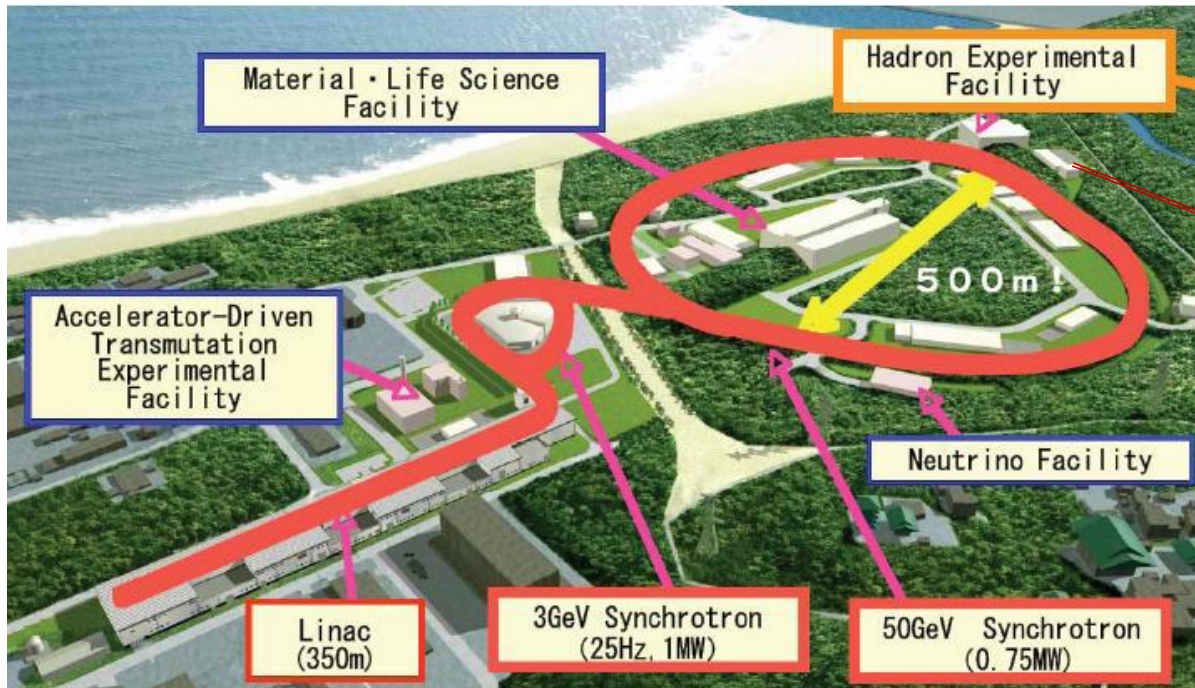 Material・Life Science
Facility
Hadron Experimental
Facility
500m!
Accelerator-Driven
Transmutation
Experimental
Facility
Neutrino Facility
Linac
(350m)
3GeV Synchrotron
(25Hz, 1MW)
50GeV Synchrotron
(0.75MW)